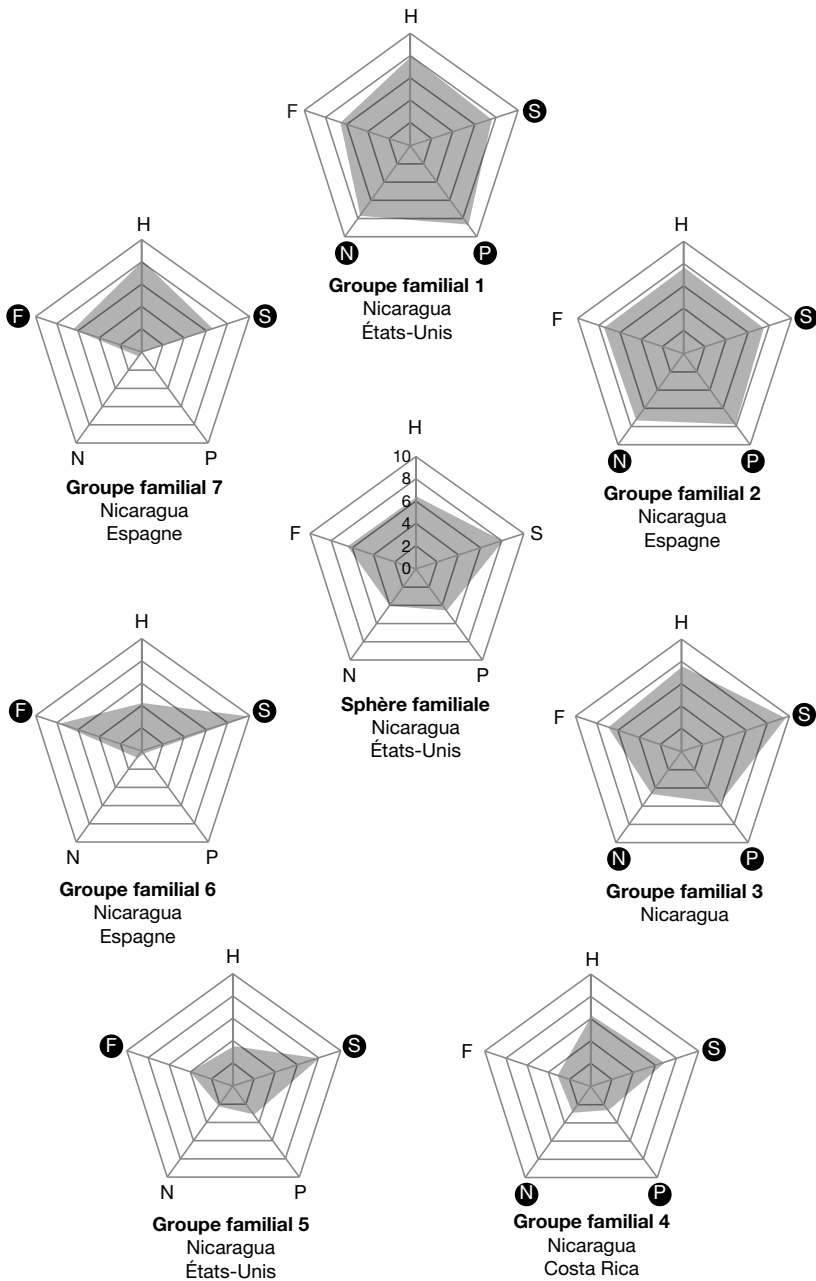 H
F
S
N
P
Groupe familial 1
Nicaragua
États-Unis
H
F
S
N
P
Groupe familial 7
Nicaragua
Espagne
H
F
S
N
P
Groupe familial 2
Nicaragua
Espagne
H
10
8
6
4
2
0
F
S
N
P
Sphère familiale
Nicaragua
États-Unis
H
F
S
N
P
Groupe familial 6
Nicaragua
Espagne
H
F
S
N
P
Groupe familial 3
Nicaragua
H
F
S
N
P
Groupe familial 5
Nicaragua
États-Unis
H
F
S
N
P
Groupe familial 4
Nicaragua
Costa Rica